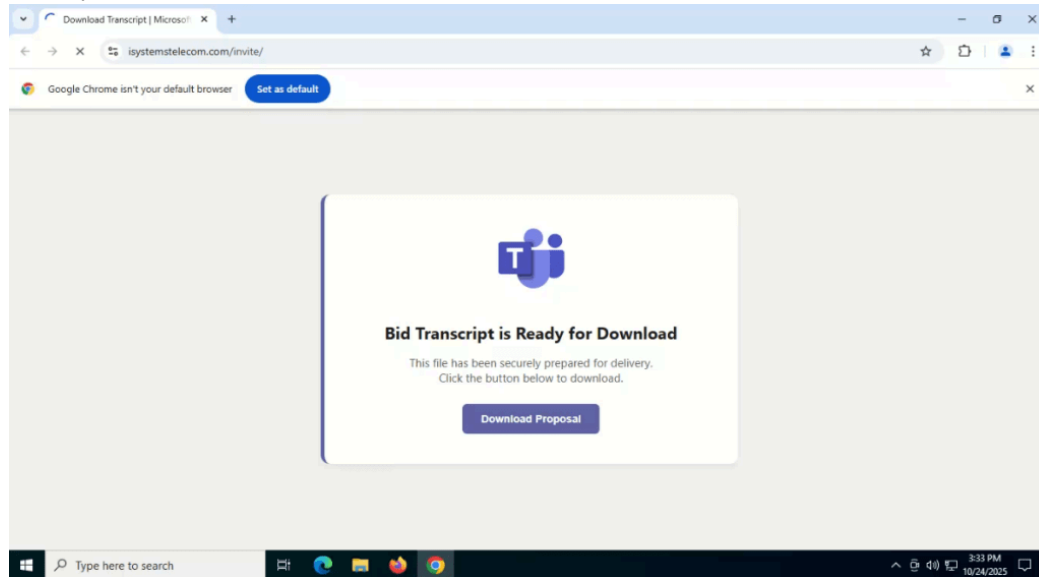 Download Transcript | Microsof
isystemstelecom.com/invite/
Google Chrome isn't your default browser
Set as default
T
Bid Transcript is Ready for Download
This file has been securely prepared for delivery.
Click the button below to download.
Download Proposal
Type here to search
3:33 PM
10/24/2025